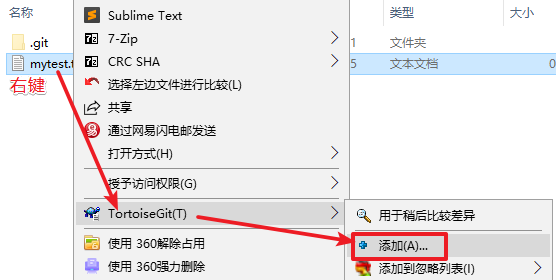 名称
类型
大小
.git
1
文件夹
mytest.t
5
文本文档
0
右键
Sublime Text
7-Zip
CRC SHA
选择左边文件进行比较(L)
共享
通过网易闪电邮发送
打开方式(H)
授予访问权限(G)
TortoiseGit(T)
使用 360解除占用
使用 360强力删除
用于稍后比较差异
添加(A)...
添加到忽略列表(I)